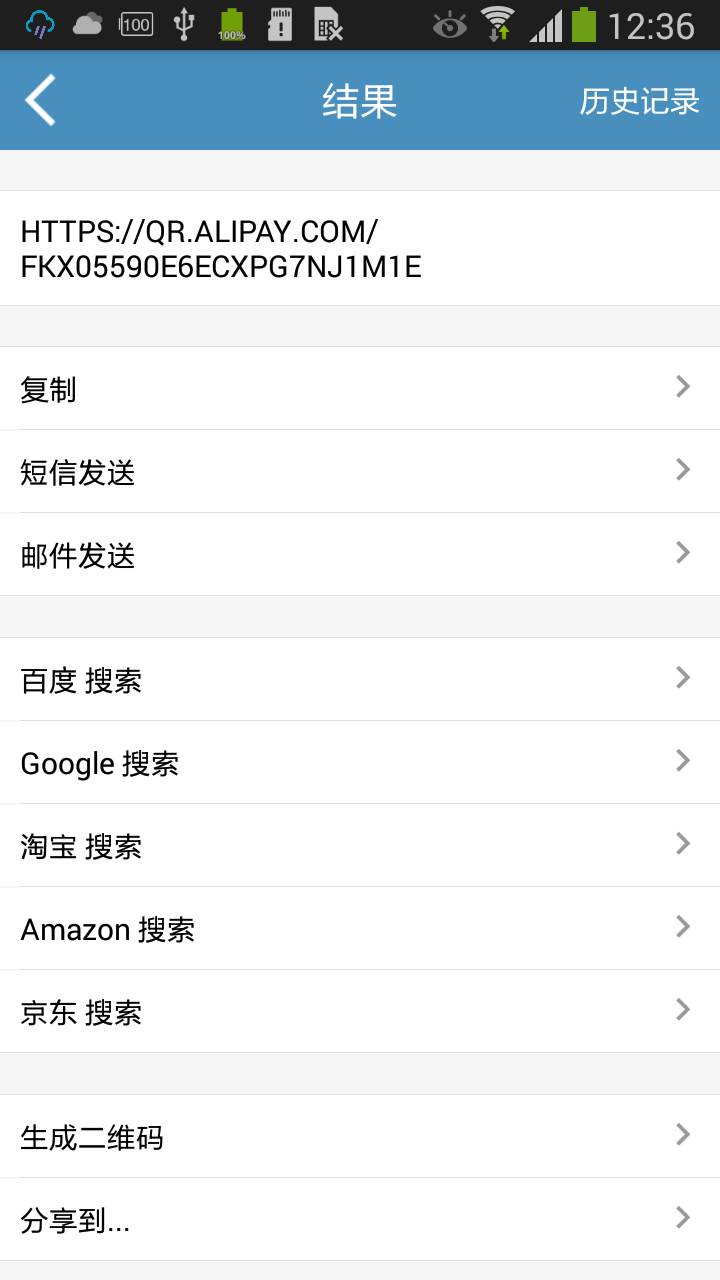 100
100%
12:36
结果
历史记录
HTTPS://QR.ALIPAY.COM/
FKX05590E6ECXPG7NJ1M1E
复制
短信发送
邮件发送
百度 搜索
Google 搜索
淘宝 搜索
Amazon 搜索
京东 搜索
生成二维码
分享到...